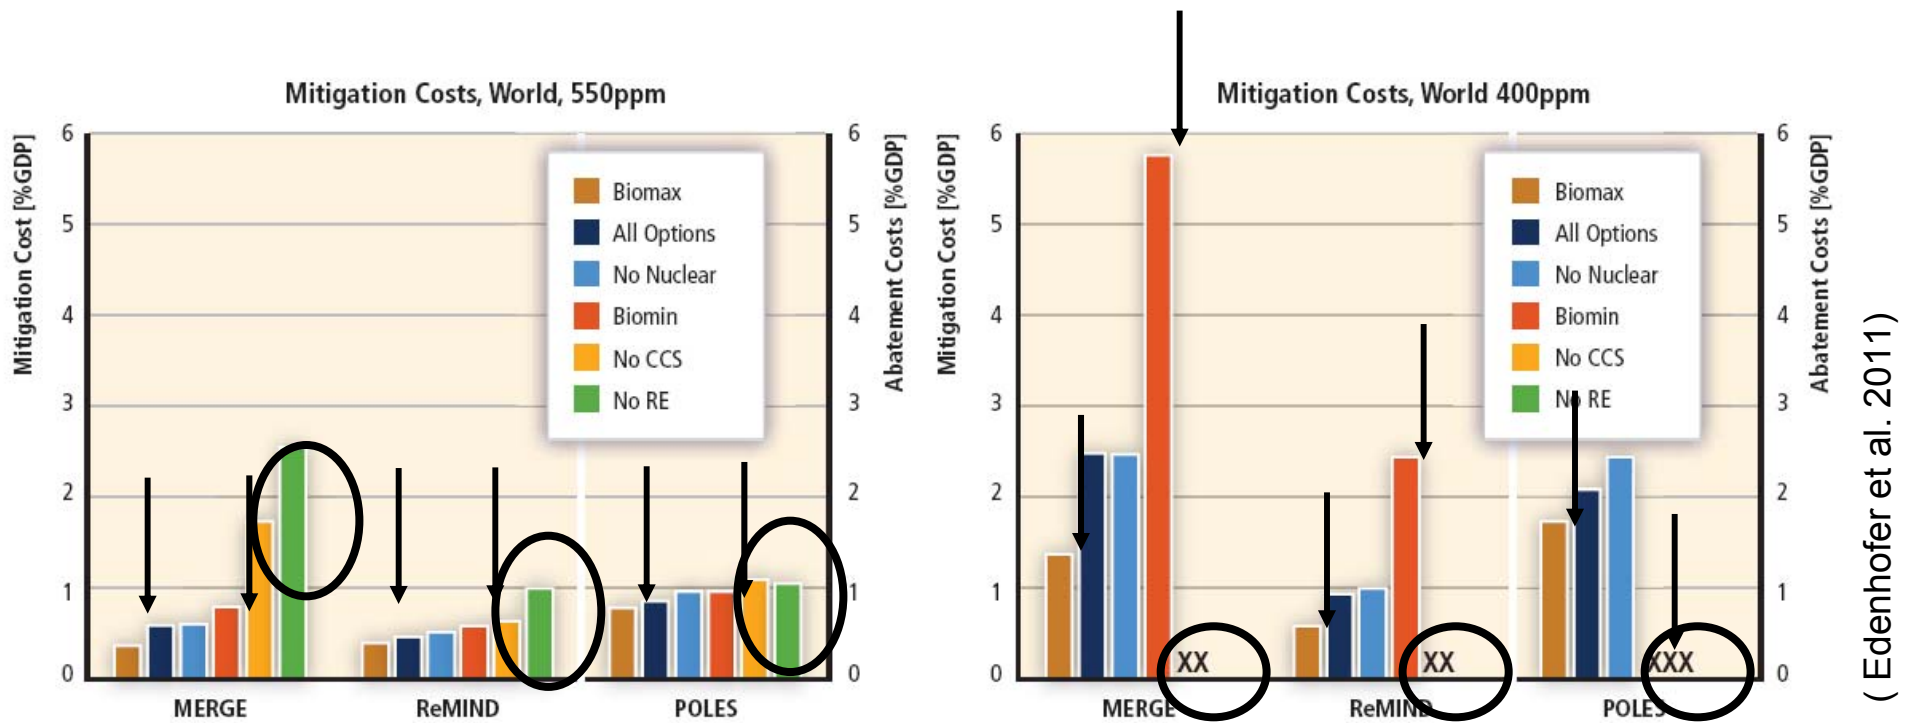 Mitigation Costs, World, 550ppm
Mitigation Cost [%GDP]
6
5
4
3
2
1
0
Biomax
All Options
No Nuclear
Biomin
No CCS
No RE
6
5
4
3
2
1
0
Abatement Costs [%GDP]
MERGE
ReMIND
POLES
Mitigation Costs, World 400ppm
Mitigation Cost [%GDP]
6
5
4
3
2
1
0
Biomax
All Options
No Nuclear
Biomin
No CCS
No RE
XX
XX
XXX
6
5
4
3
2
1
0
Abatement Costs [%GDP]
MERGE
ReMIND
POLES
( Edenhofer et al. 2011)